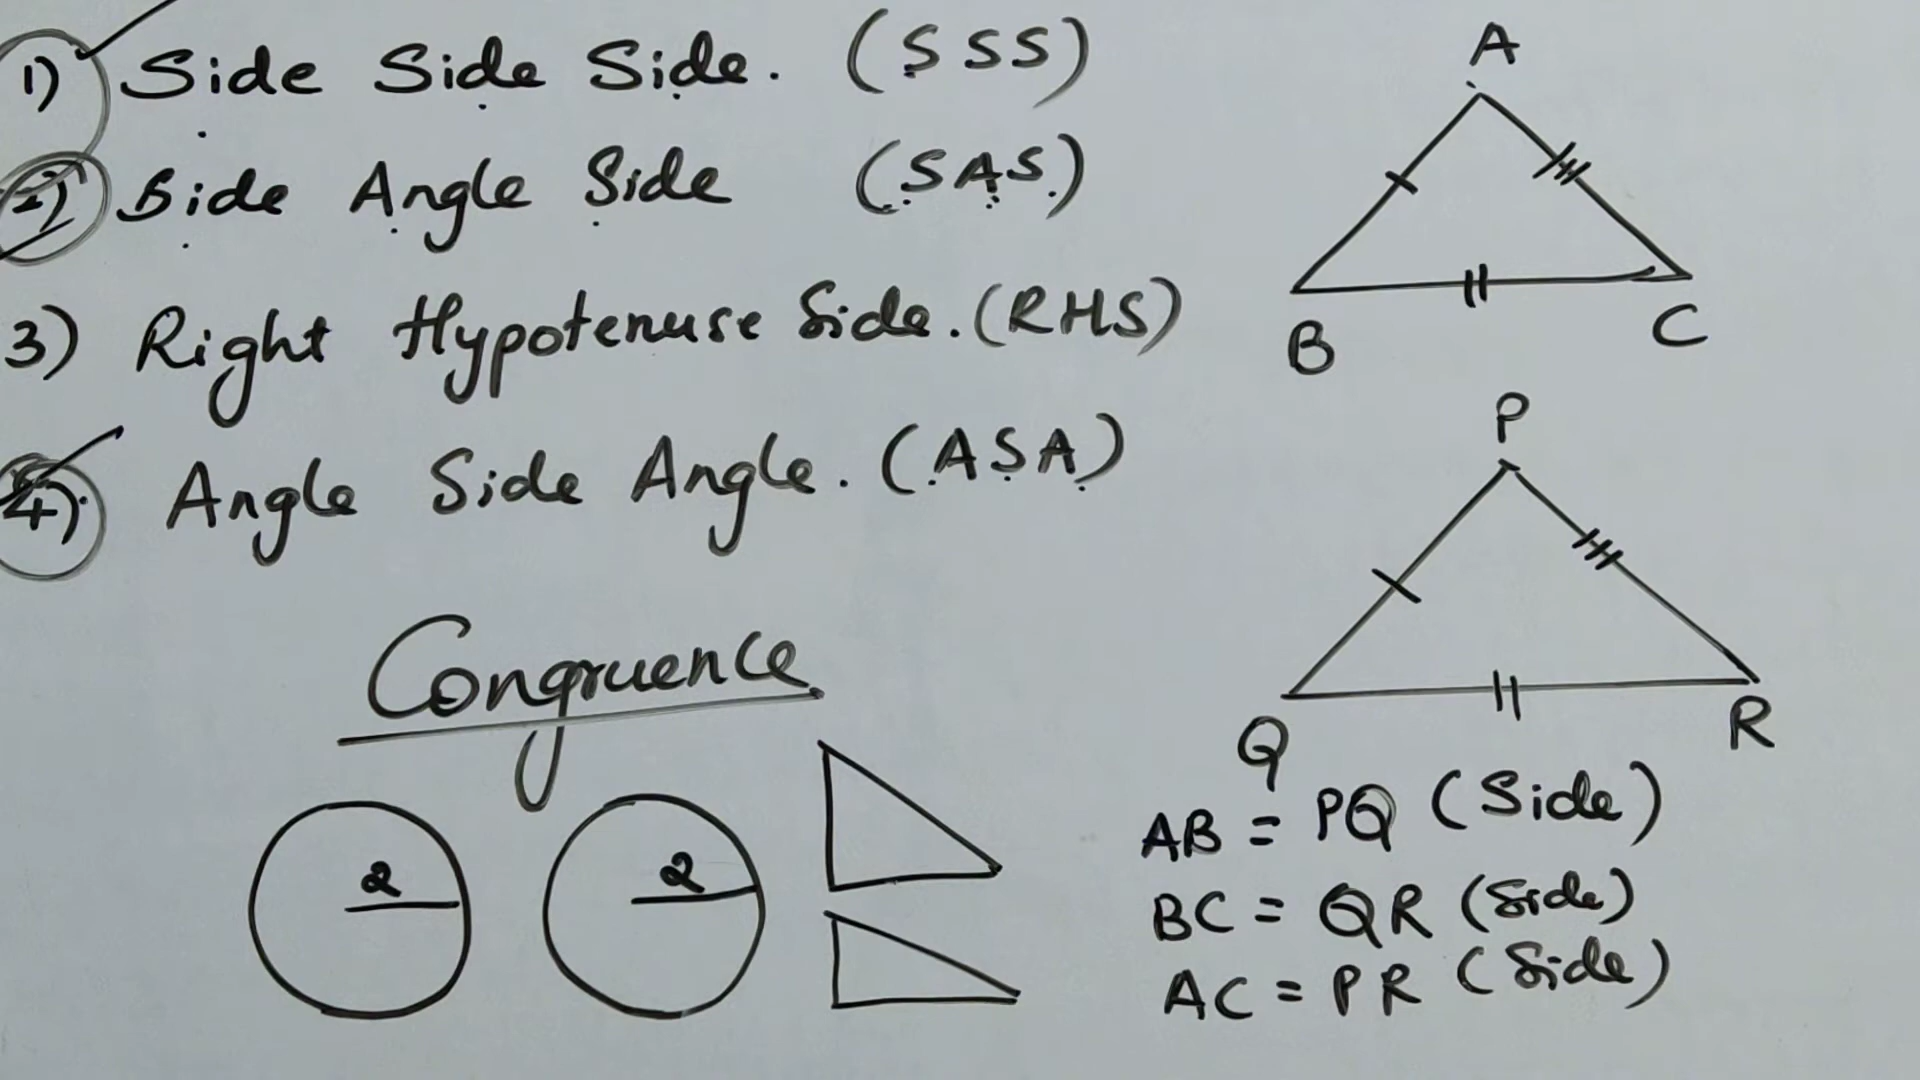 1) Side Side Side. (SSS)
2) Side Angle Side (SAS)
3) Right Hypotenuse Side. (RHS)
4) Angle Side Angle. (ASA)
Congruence
2
2
A
B
C
P
Q
R
AB = PQ (Side)
BC = QR (Side)
AC = PR (Side)